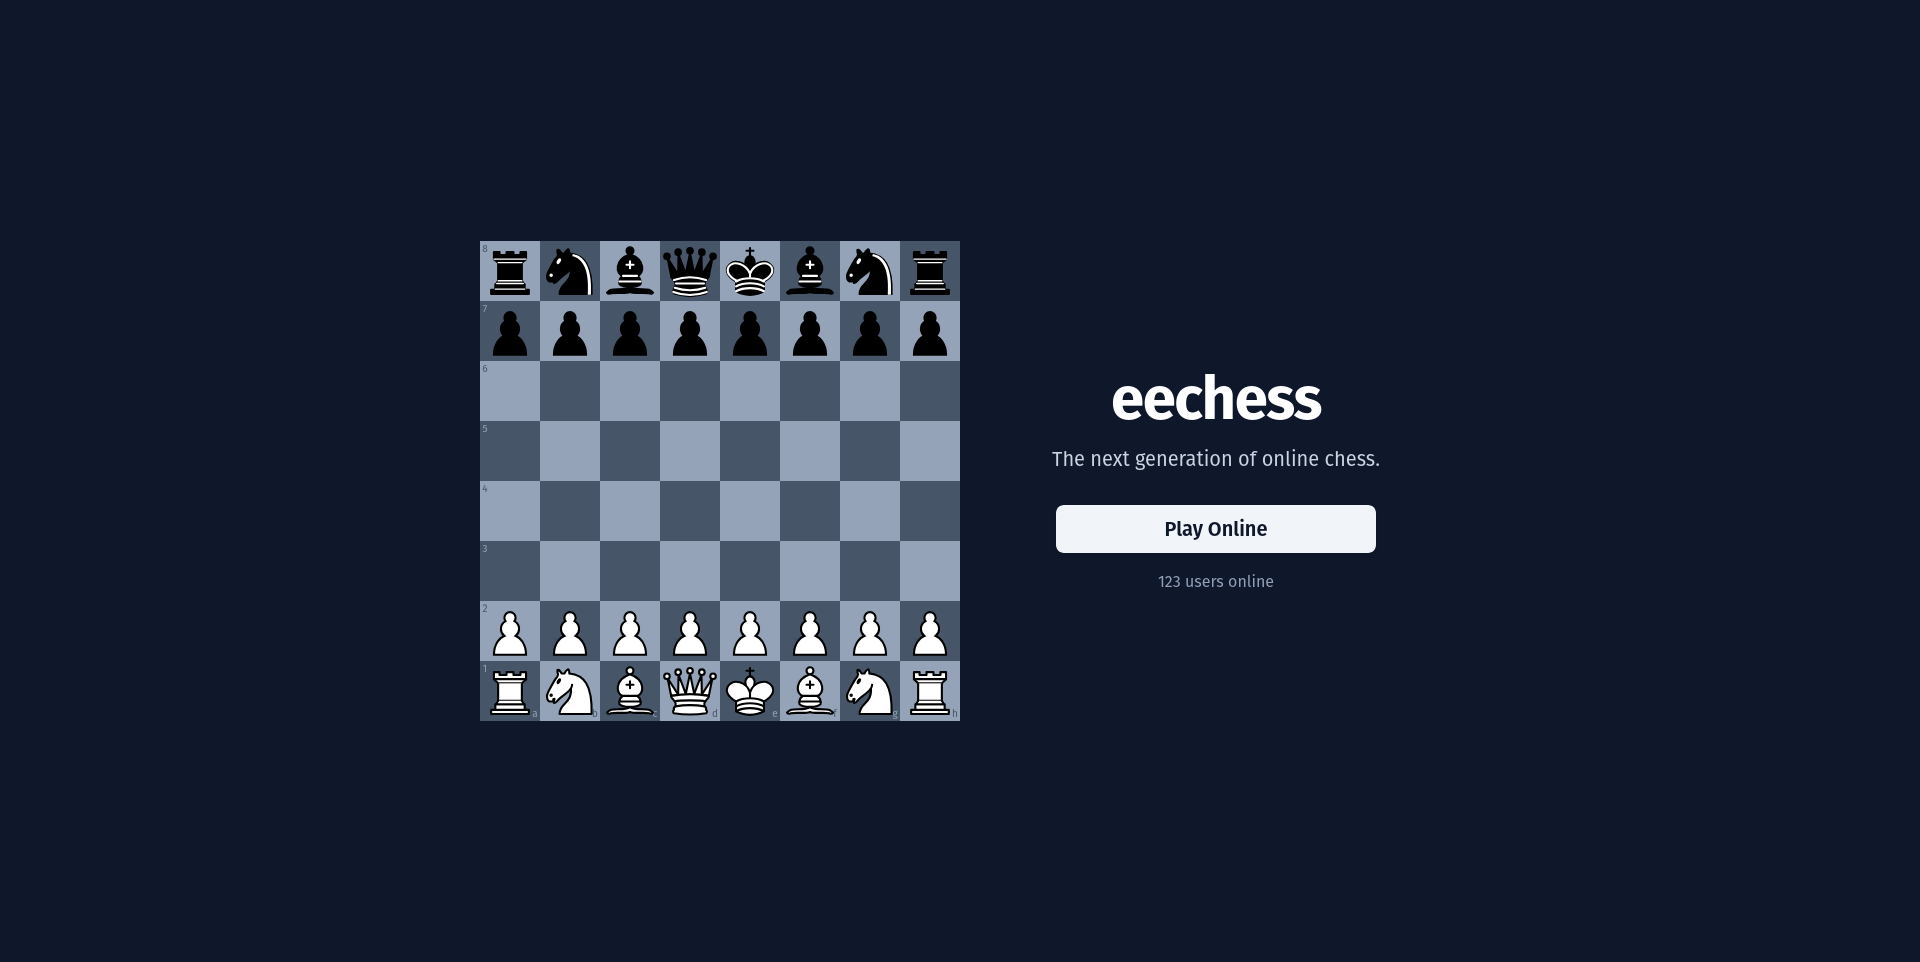 8
7
6
5
4
3
2
1
a b c d e f g h
eechess
The next generation of online chess.
Play Online
123 users online